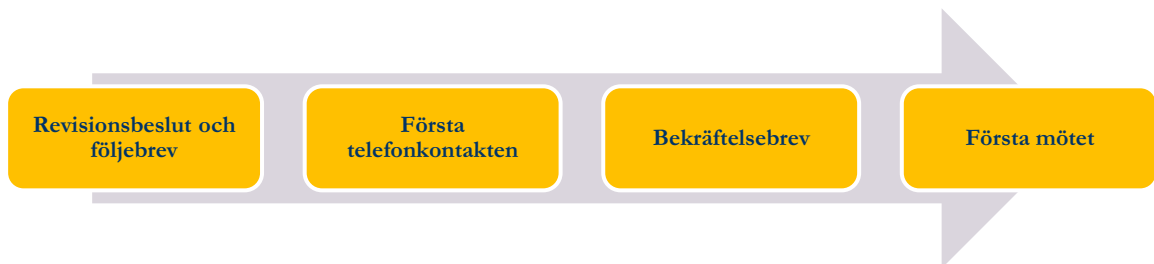 Revisionsbeslut och
följebrev
Första
telefonkontakten
Bekräftelsebrev
Första mötet